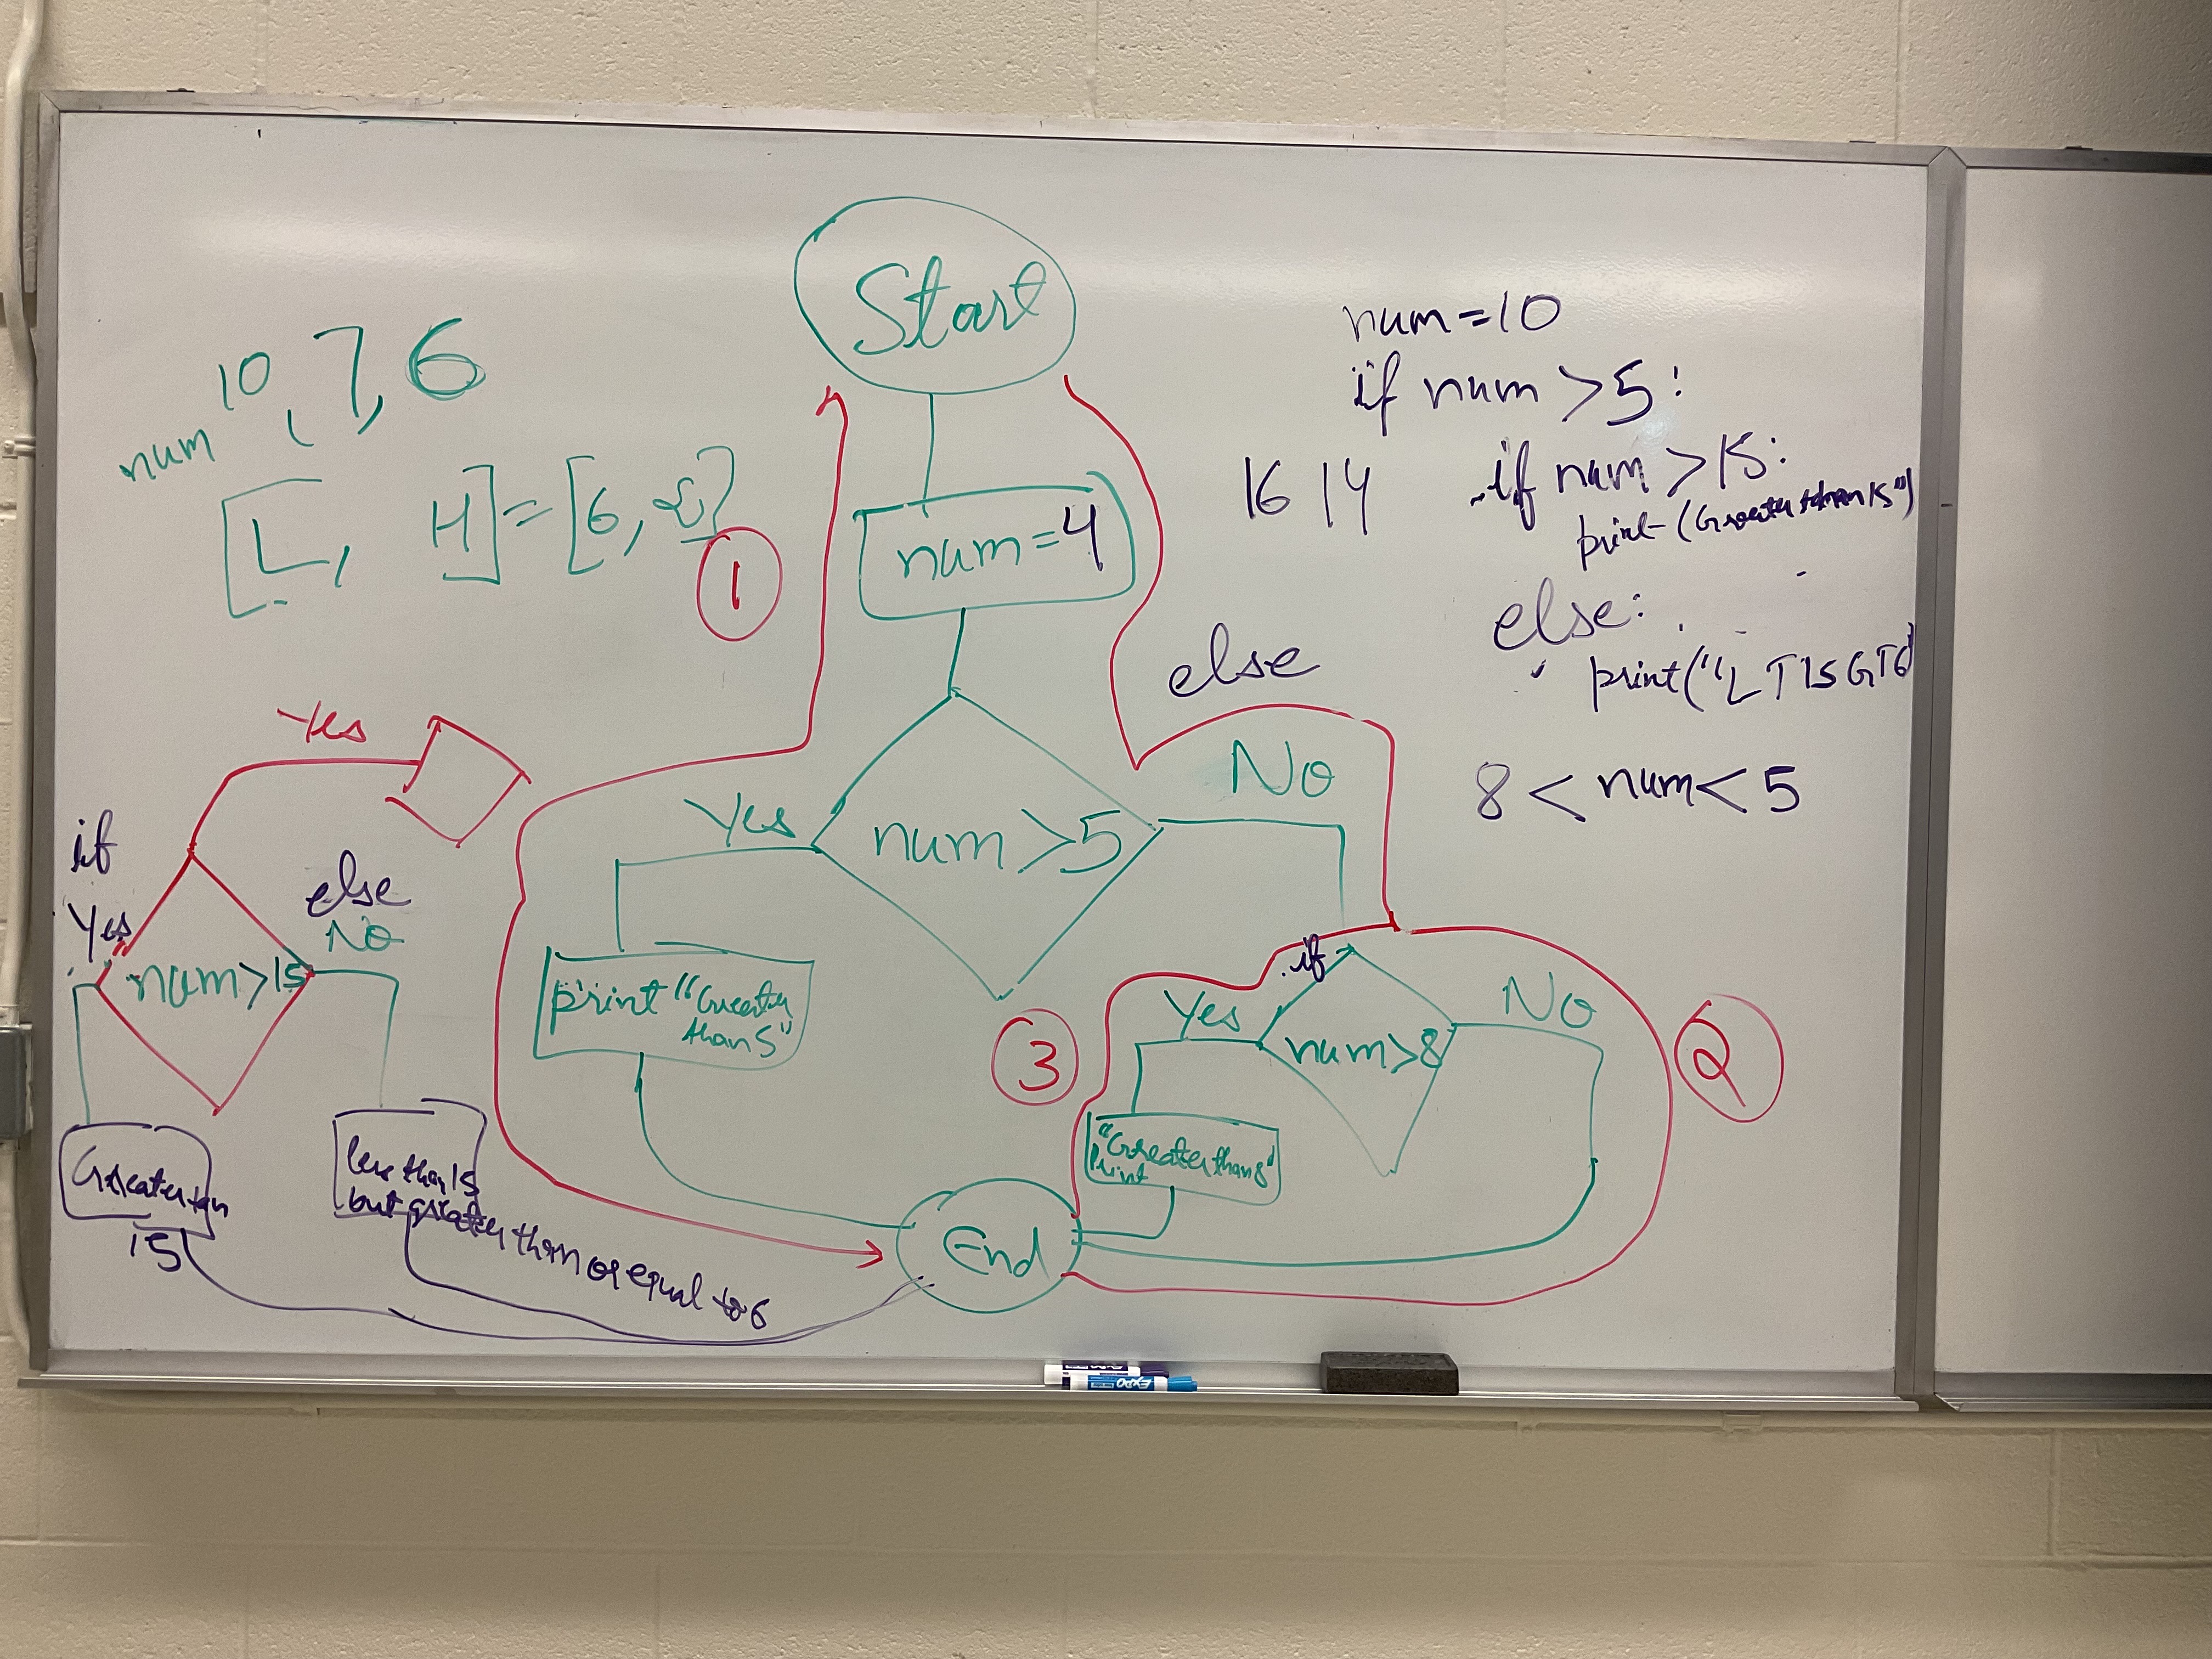 Start
10, 7, 6
num
[L, H] = [6,
1
num=4
num=10
if num >5:
16 14
if num >15:
print (Greater than 15")
else:
print("LT15 GT6
8 < num < 5
else
Yes
No
num >5
Yes
if
Yes
else
No
num >15
print "Greater
than 5"
3
if
Yes
No
num>8
2
"Greater than 8"
print
Greater than
15
less than 15
but greater than or equal to 6
End
EXPO